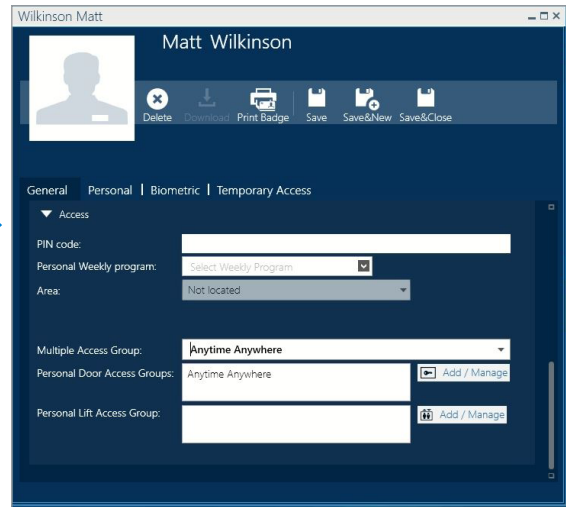 Wilkinson Matt
Matt Wilkinson
Delete Download Print Badge Save Save&New Save&Close
General Personal Biometric Temporary Access
Access
PIN code:
Personal Weekly program: Select Weekly Program
Area: Not located
Multiple Access Group: Anytime Anywhere
Personal Door Access Groups: Anytime Anywhere Add / Manage
Personal Lift Access Group: Add / Manage